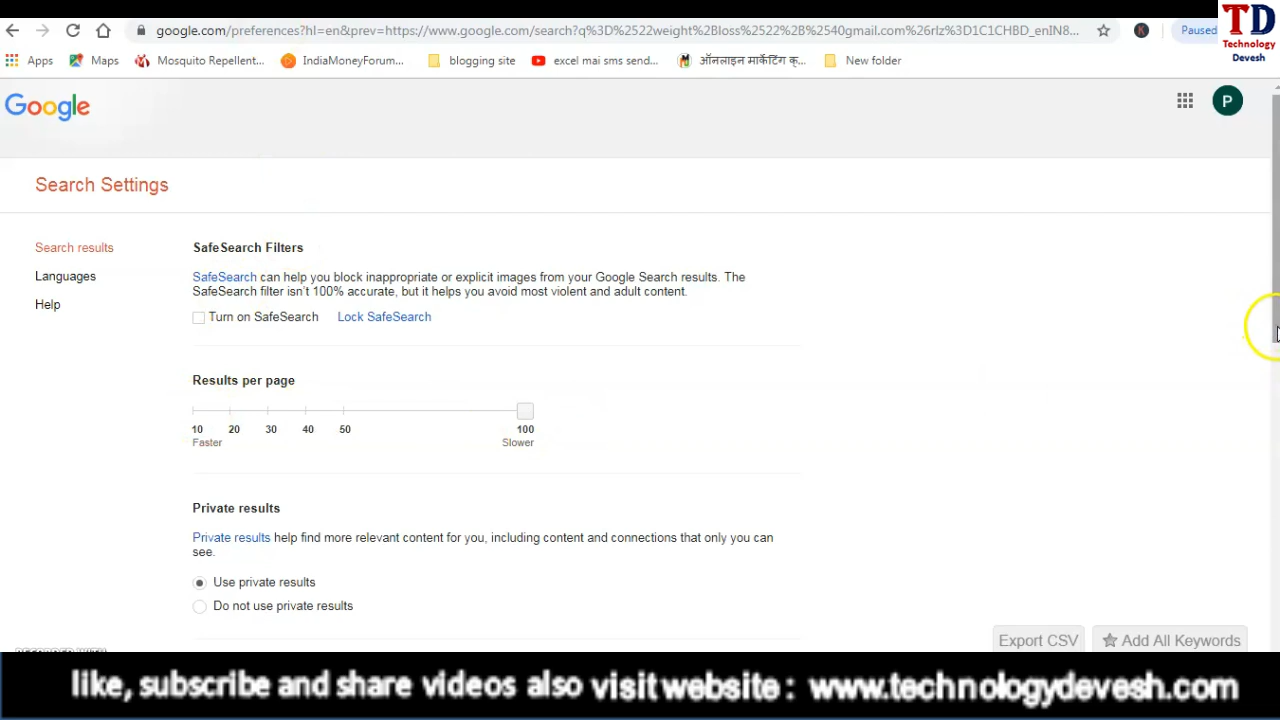 TD
Technology
Devesh
google.com/preferences?hl=en&prev=https://www.google.com/search?q%3D%2522weight%2Bloss%2522%2B%2540gmail.com%26rlz%3D1C1CHBD_enIN8...
K
Paused
Apps
Maps
Mosquito Repellent...
IndiaMoneyForum...
blogging site
excel mai sms send...
ऑनलाइन मार्केटिंग क...
New folder
Google
P
Search Settings
Search results
Languages
Help
SafeSearch Filters
SafeSearch can help you block inappropriate or explicit images from your Google Search results. The
SafeSearch filter isn't 100% accurate, but it helps you avoid most violent and adult content.
Turn on SafeSearch Lock SafeSearch
Results per page
10 20 30 40 50 100
Faster Slower
Private results
Private results help find more relevant content for you, including content and connections that only you can
see.
Use private results
Do not use private results
Export CSV Add All Keywords
like, subscribe and share videos also visit website : www.technologydevesh.com